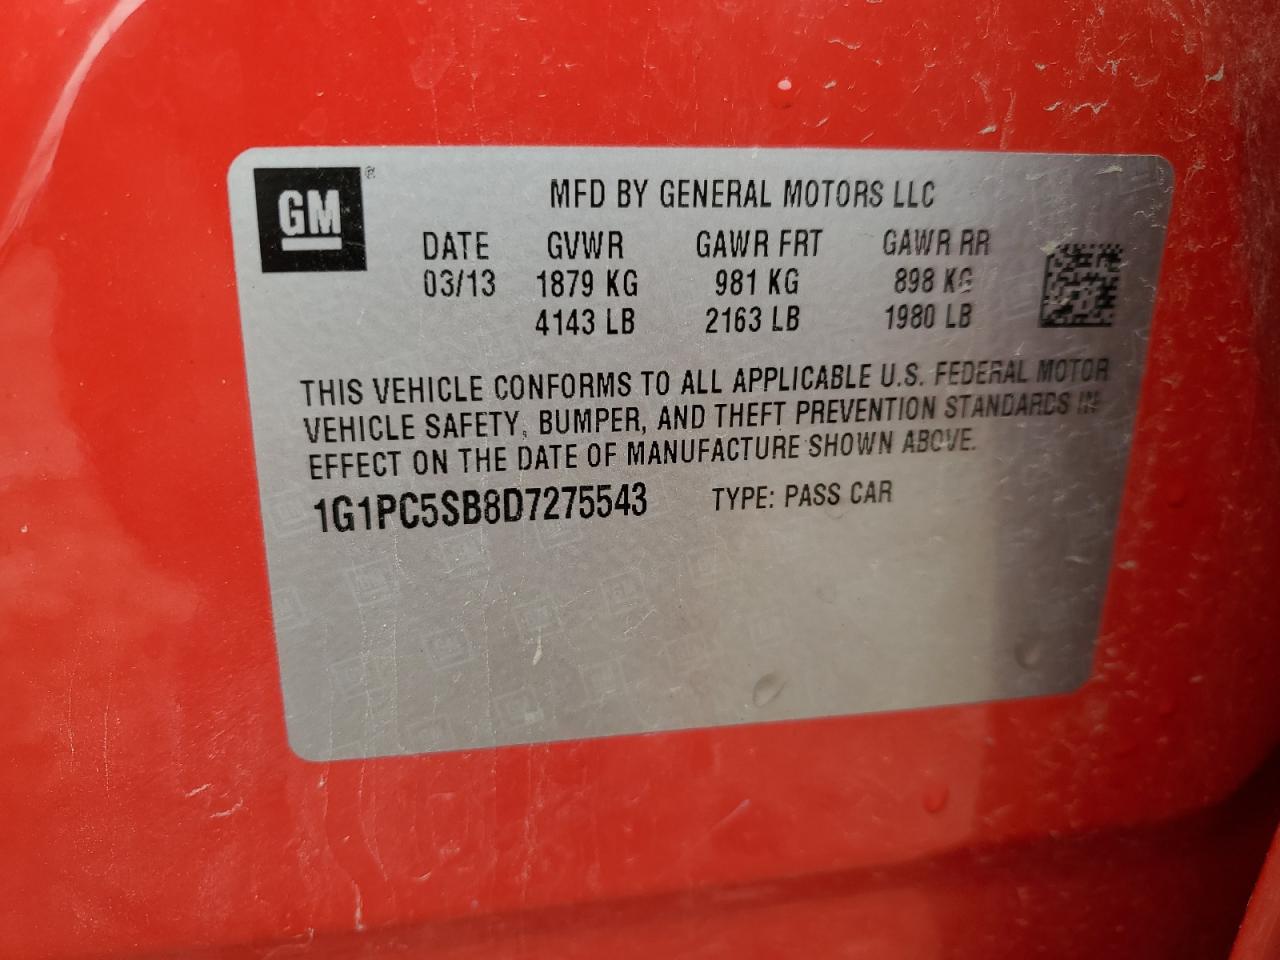 GM ®
MFD BY GENERAL MOTORS LLC
DATE GVWR GAWR FRT GAWR RR
03/13 1879 KG 981 KG 898 KG
4143 LB 2163 LB 1980 LB
THIS VEHICLE CONFORMS TO ALL APPLICABLE U.S. FEDERAL MOTOR
VEHICLE SAFETY, BUMPER, AND THEFT PREVENTION STANDARDS IN
EFFECT ON THE DATE OF MANUFACTURE SHOWN ABOVE.
1G1PC5SB8D7275543 TYPE: PASS CAR